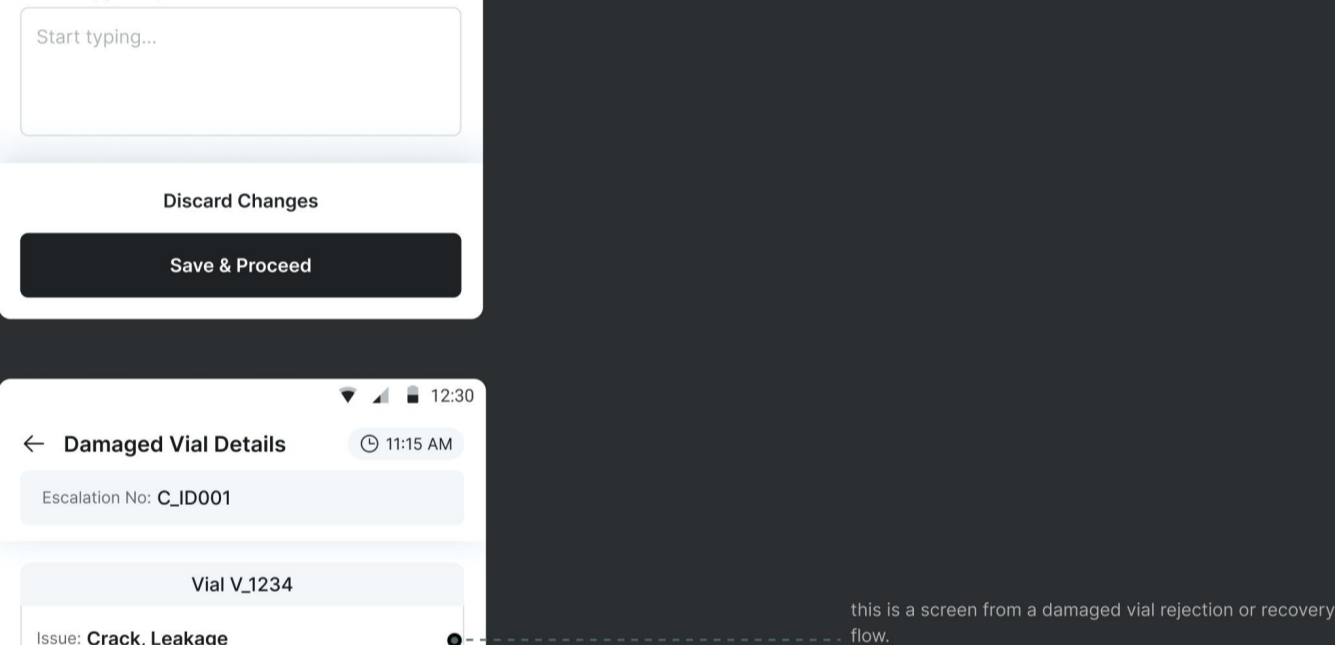 Start typing...
Discard Changes
Save & Proceed
12:30
Damaged Vial Details
11:15 AM
Escalation No: C_ID001
Vial V_1234
Issue: Crack, Leakage
this is a screen from a damaged vial rejection or recovery
flow.